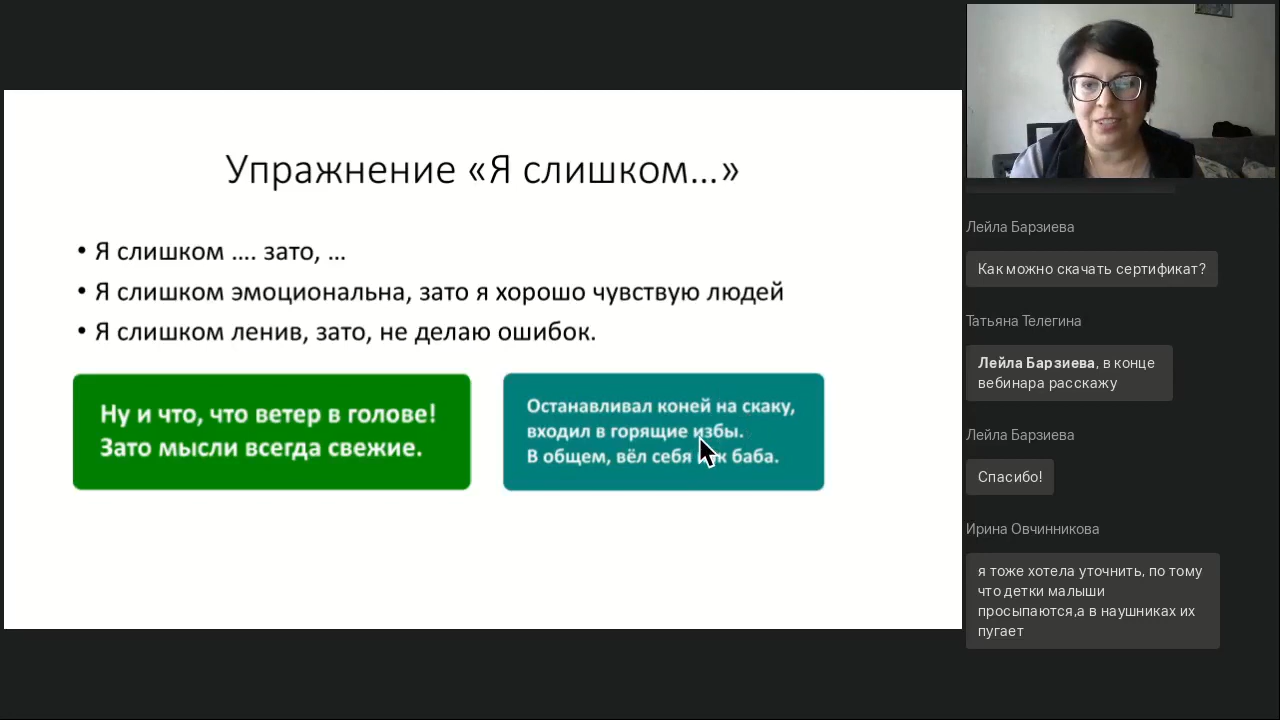 Упражнение «Я слишком...»
• Я слишком .... зато, ...
• Я слишком эмоциональна, зато я хорошо чувствую людей
• Я слишком ленив, зато, не делаю ошибок.
Ну и что, что ветер в голове!
Зато мысли всегда свежие.
Останавливал коней на скаку,
входил в горящие избы.
В общем, вёл себя как баба.
Лейла Барзиева
Как можно скачать сертификат?
Татьяна Телегина
Лейла Барзиева, в конце
вебинара расскажу
Лейла Барзиева
Спасибо!
Ирина Овчинникова
я тоже хотела уточнить, по тому
что детки малыши
просыпаются,а в наушниках их
пугает